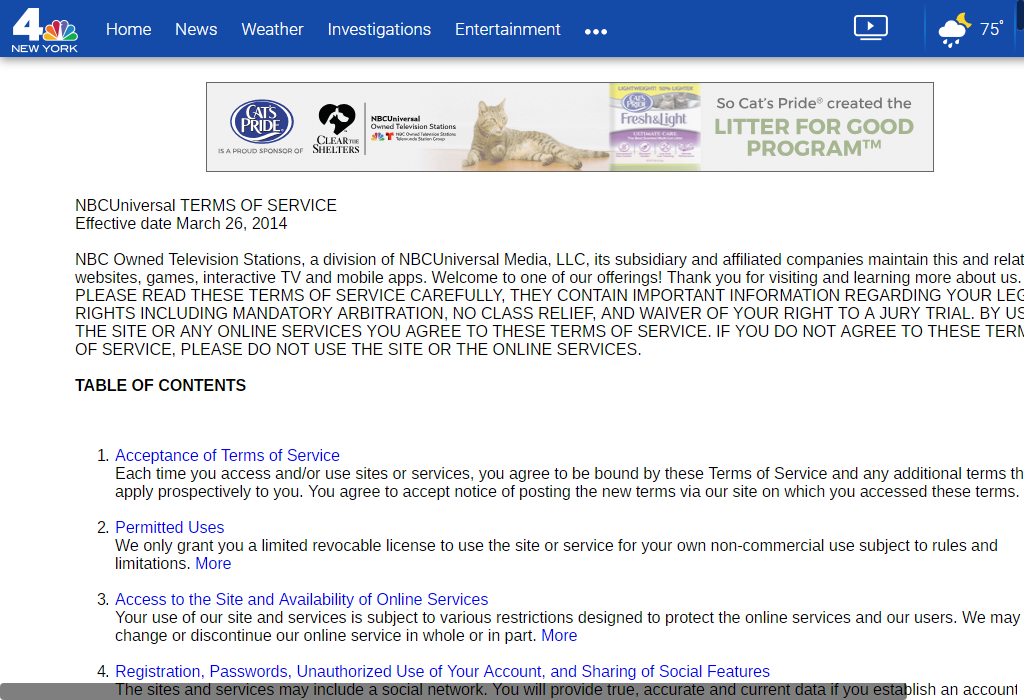 4
NEW YORK
Home News Weather Investigations Entertainment
75°
CAT'S PRIDE
IS A PROUD SPONSOR OF
CLEAR THE SHELTERS
NBCUniversal
Owned Television Stations
NBC Owned Television Stations
Telemundo Station Group
LIGHTWEIGHT! 50% LIGHTER
CAT'S PRIDE
Fresh&Light
ULTIMATE CARE
So Cat's Pride® created the
LITTER FOR GOOD
PROGRAM™
NBCUniversal TERMS OF SERVICE
Effective date March 26, 2014
NBC Owned Television Stations, a division of NBCUniversal Media, LLC, its subsidiary and affiliated companies maintain this and relat
websites, games, interactive TV and mobile apps. Welcome to one of our offerings! Thank you for visiting and learning more about us.
PLEASE READ THESE TERMS OF SERVICE CAREFULLY, THEY CONTAIN IMPORTANT INFORMATION REGARDING YOUR LEG
RIGHTS INCLUDING MANDATORY ARBITRATION, NO CLASS RELIEF, AND WAIVER OF YOUR RIGHT TO A JURY TRIAL. BY US
THE SITE OR ANY ONLINE SERVICES YOU AGREE TO THESE TERMS OF SERVICE. IF YOU DO NOT AGREE TO THESE TERM
OF SERVICE, PLEASE DO NOT USE THE SITE OR THE ONLINE SERVICES.
TABLE OF CONTENTS
1. Acceptance of Terms of Service
Each time you access and/or use sites or services, you agree to be bound by these Terms of Service and any additional terms th
apply prospectively to you. You agree to accept notice of posting the new terms via our site on which you accessed these terms.
2. Permitted Uses
We only grant you a limited revocable license to use the site or service for your own non-commercial use subject to rules and
limitations. More
3. Access to the Site and Availability of Online Services
Your use of our site and services is subject to various restrictions designed to protect the online services and our users. We may
change or discontinue our online service in whole or in part. More
4. Registration, Passwords, Unauthorized Use of Your Account, and Sharing of Social Features
The sites and services may include a social network. You will provide true, accurate and current data if you establish an account